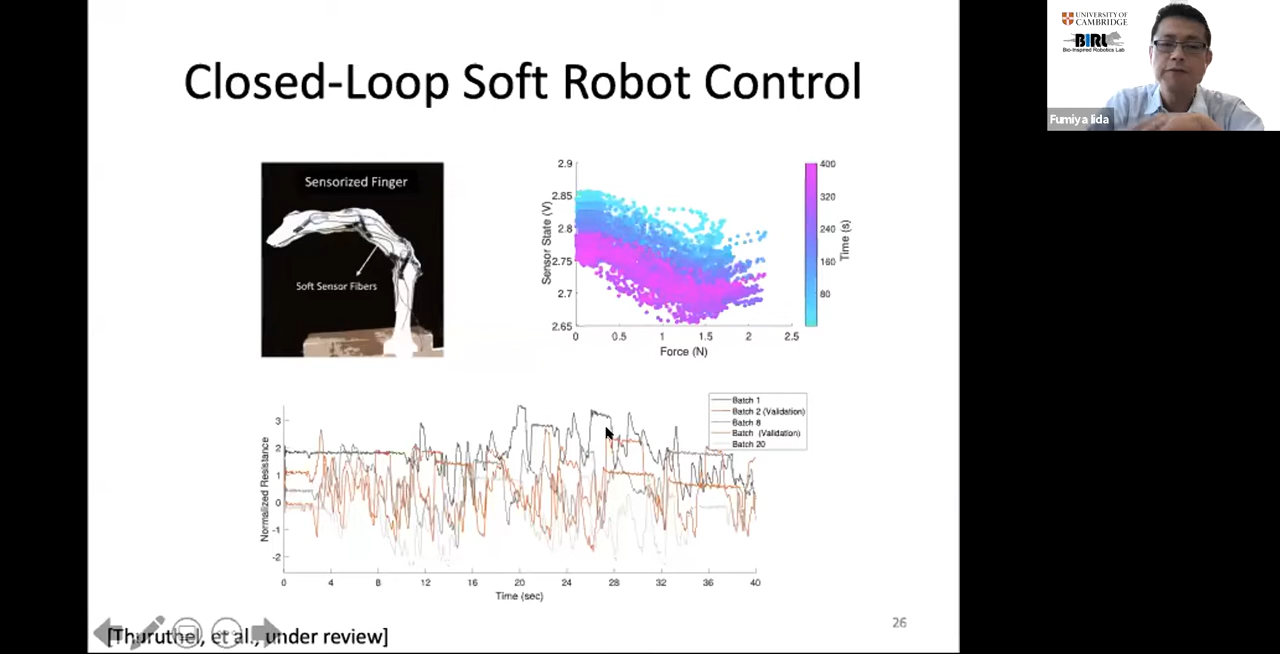 Closed-Loop Soft Robot Control
UNIVERSITY OF
CAMBRIDGE
BIRL
Bio-Inspired Robotics Lab
Fumiya Iida
Sensorized Finger
Soft Sensor Fibers
2.9
2.85
2.8
2.75
2.7
2.65
Sensor State (V)
0 0.5 1 1.5 2 2.5
Force (N)
400
320
240
160
80
Time (s)
Batch 1
Batch 2 (Validation)
Batch 8
Batch (Validation)
Batch 20
3
2
1
0
-1
-2
Normalized Resistance
0 4 8 12 16 20 24 28 32 36 40
Time (sec)
[Thuruthel, et al., under review]
26